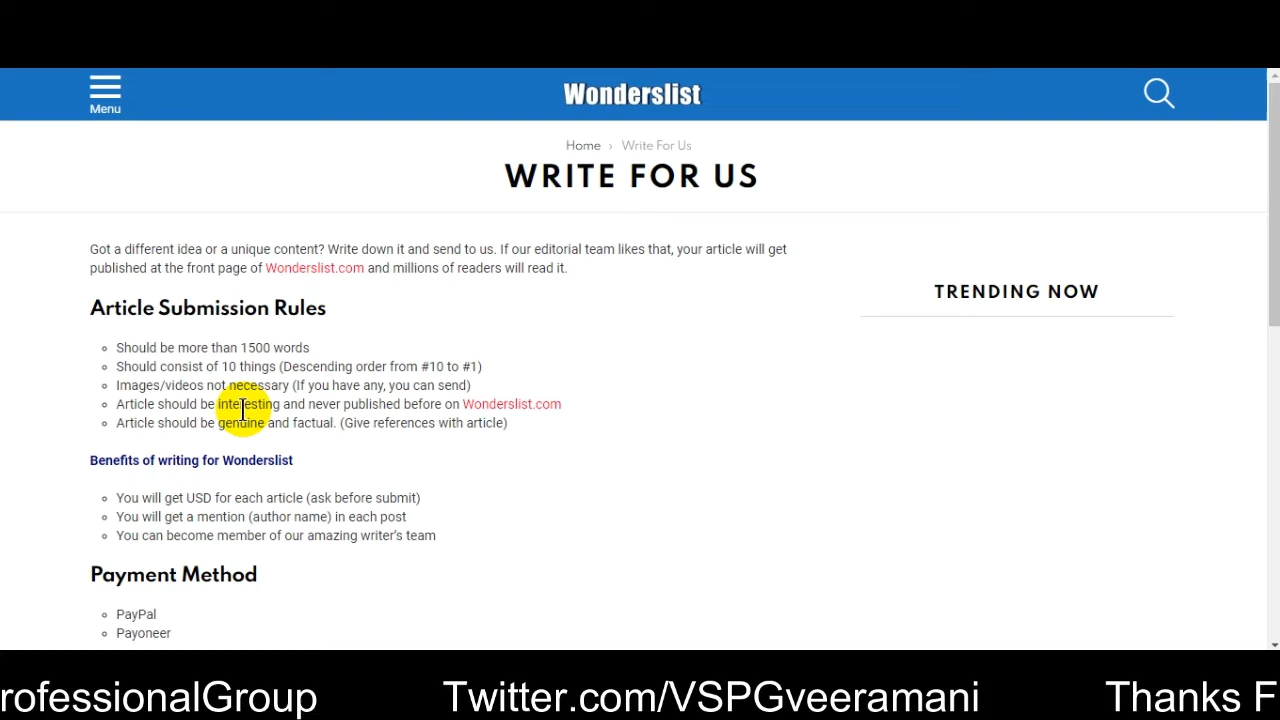 Menu
Wonderslist
Home › Write For Us
WRITE FOR US
Got a different idea or a unique content? Write down it and send to us. If our editorial team likes that, your article will get
published at the front page of Wonderslist.com and millions of readers will read it.
TRENDING NOW
Article Submission Rules
Should be more than 1500 words
Should consist of 10 things (Descending order from #10 to #1)
Images/videos not necessary (If you have any, you can send)
Article should be interesting and never published before on Wonderslist.com
Article should be genuine and factual. (Give references with article)
Benefits of writing for Wonderslist
You will get USD for each article (ask before submit)
You will get a mention (author name) in each post
You can become member of our amazing writer's team
Payment Method
PayPal
Payoneer
rofessionalGroup Twitter.com/VSPGveeramani Thanks F